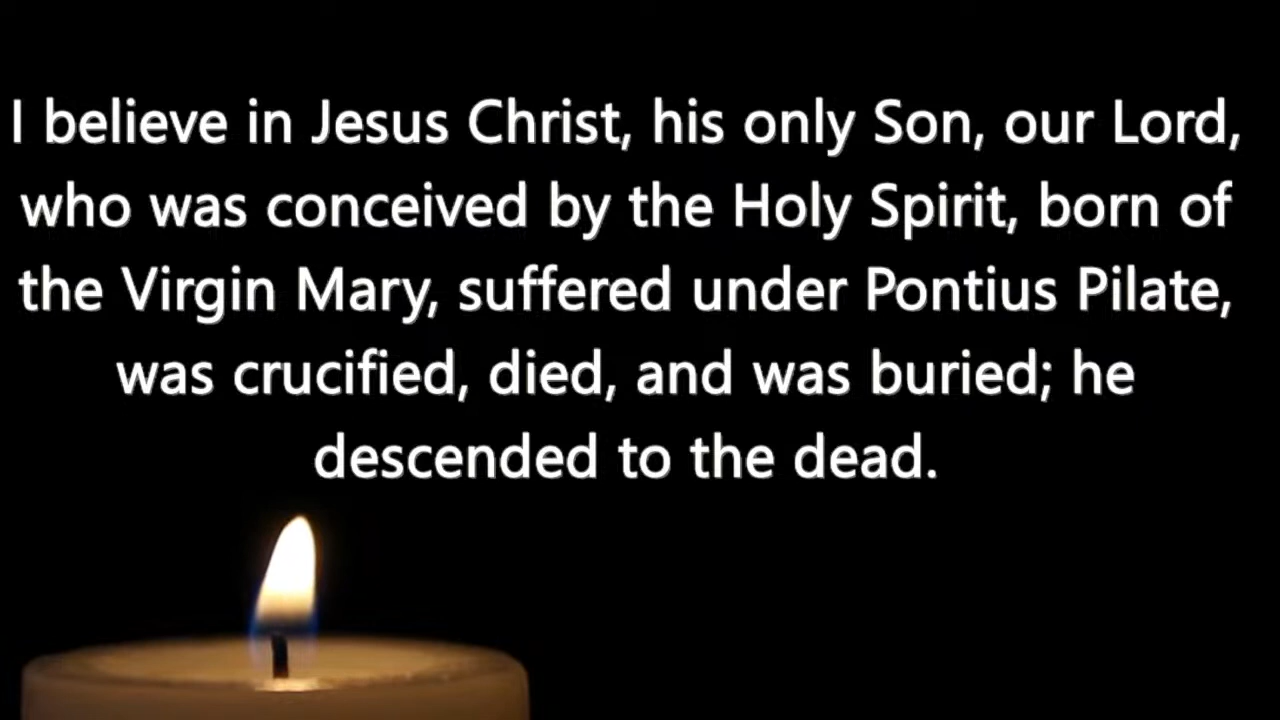 I believe in Jesus Christ, his only Son, our Lord,
who was conceived by the Holy Spirit, born of
the Virgin Mary, suffered under Pontius Pilate,
was crucified, died, and was buried; he
descended to the dead.